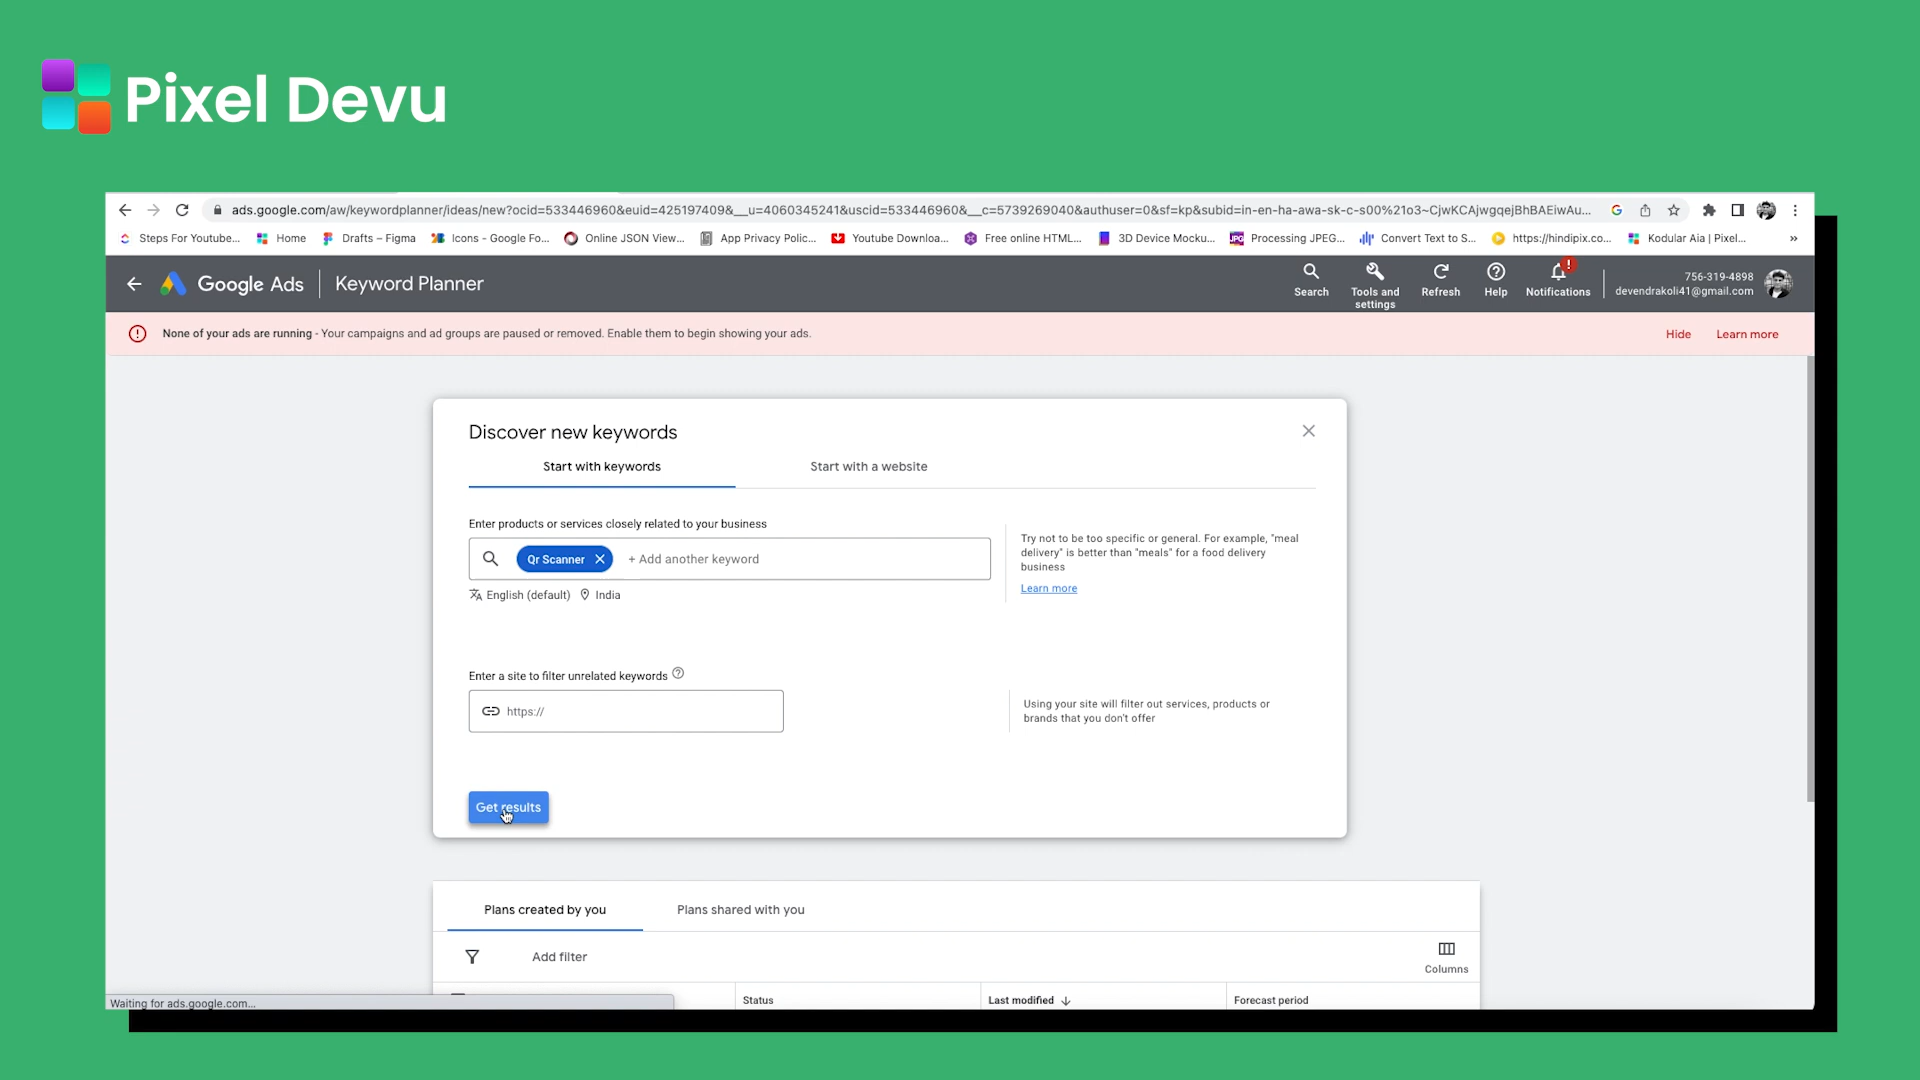 Pixel Devu
ads.google.com/aw/keywordplanner/ideas/new?ocid=533446960&euid=425197409&__u=4060345241&uscid=533446960&__c=5739269040&authuser=0&sf=kp&subid=in-en-ha-awa-sk-c-s00%21o3~CjwKCAjwgqejBhBAEiwAu...
Steps For Youtube... Home Drafts – Figma Icons - Google Fo... Online JSON View... App Privacy Polic... Youtube Downloa... Free online HTML... 3D Device Mocku... Processing JPEG... Convert Text to S... https://hindipix.co... Kodular Aia | Pixel... »
Google Ads Keyword Planner
Search Tools and settings Refresh Help Notifications
756-319-4898
devendrakoli41@gmail.com
None of your ads are running - Your campaigns and ad groups are paused or removed. Enable them to begin showing your ads. Hide Learn more
Discover new keywords
Start with keywords Start with a website
Enter products or services closely related to your business
Qr Scanner + Add another keyword
English (default) India
Try not to be too specific or general. For example, "meal
delivery" is better than "meals" for a food delivery
business
Learn more
Enter a site to filter unrelated keywords
https://
Using your site will filter out services, products or
brands that you don't offer
Get results
Plans created by you Plans shared with you
Add filter
Columns
Status Last modified Forecast period
Waiting for ads.google.com...